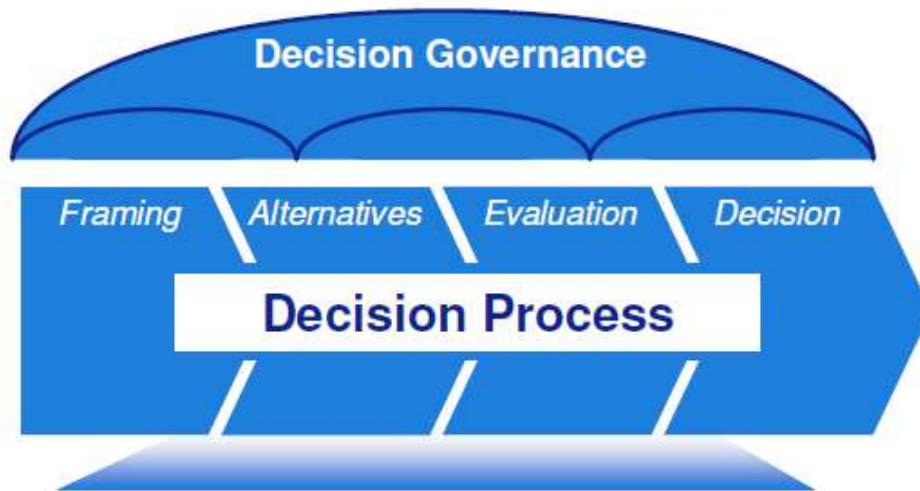 Decision Governance
Framing Alternatives Evaluation Decision
Decision Process